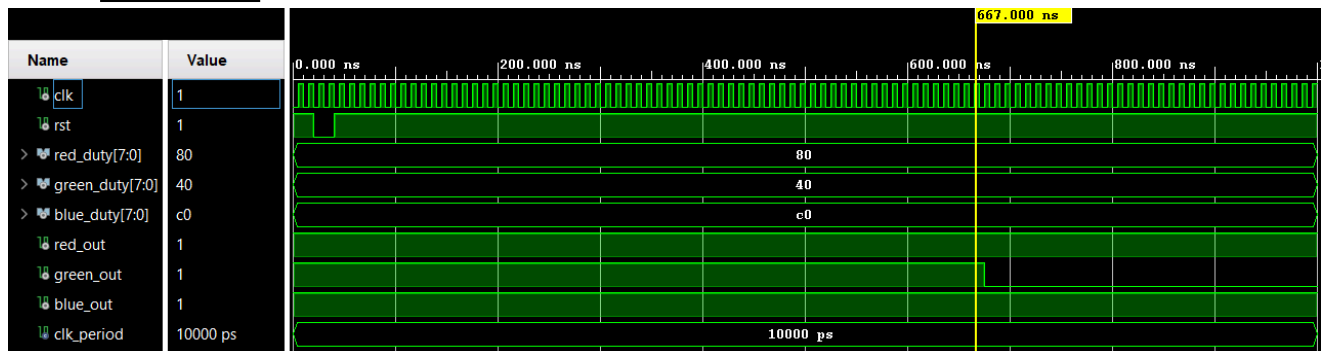 667.000 ns
Name Value
0.000 ns 200.000 ns 400.000 ns 600.000 ns 800.000 ns
clk 1
rst 1
red_duty[7:0] 80 80
green_duty[7:0] 40 40
blue_duty[7:0] c0 c0
red_out 1
green_out 1
blue_out 1
clk_period 10000 ps 10000 ps